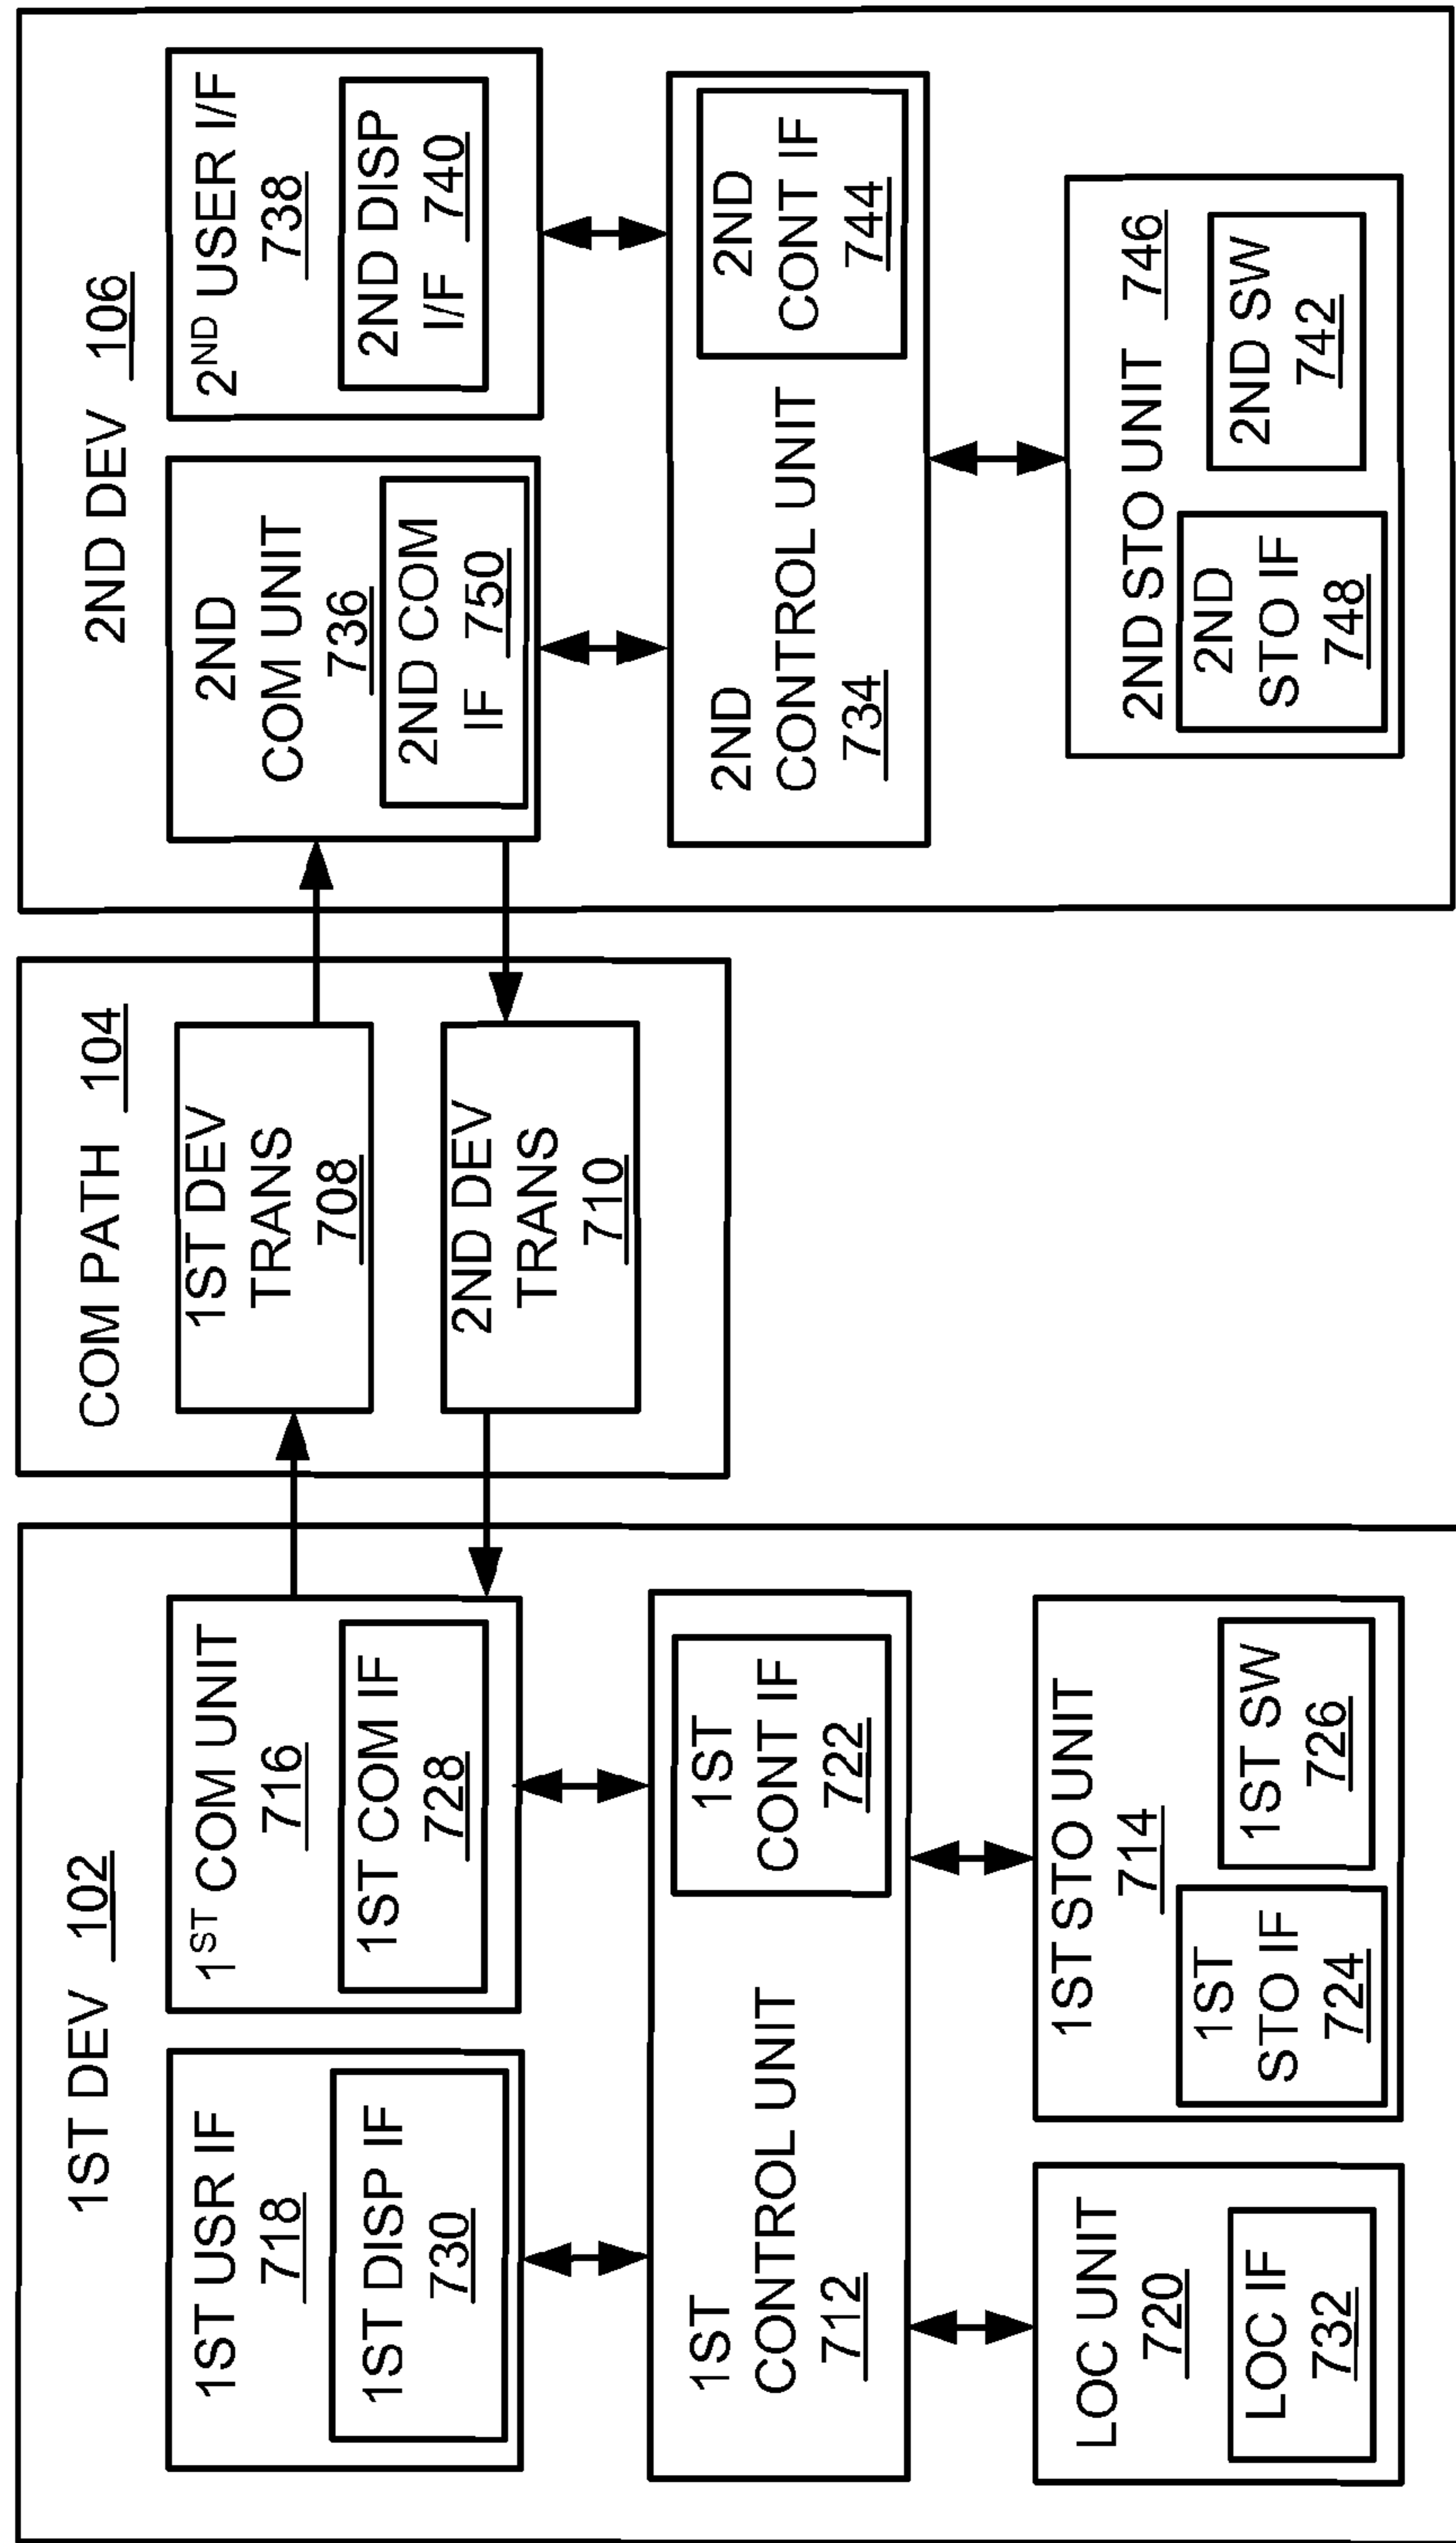 1ST DEV 102
1ST USR IF
718
1ST DISP IF
730
1ST COM UNIT
716
1ST COM IF
728
1ST
CONTROL UNIT
712
1ST
CONT IF
722
LOC UNIT
720
LOC IF
732
1ST STO UNIT
714
1ST
STO IF
724
1ST SW
726
COM PATH 104
1ST DEV
TRANS
708
2ND DEV
TRANS
710
2ND DEV 106
2ND
COM UNIT
736
2ND COM
IF 750
2ND USER I/F
738
2ND DISP
I/F 740
2ND
CONTROL UNIT
734
2ND
CONT IF
744
2ND STO UNIT 746
2ND
STO IF
748
2ND SW
742